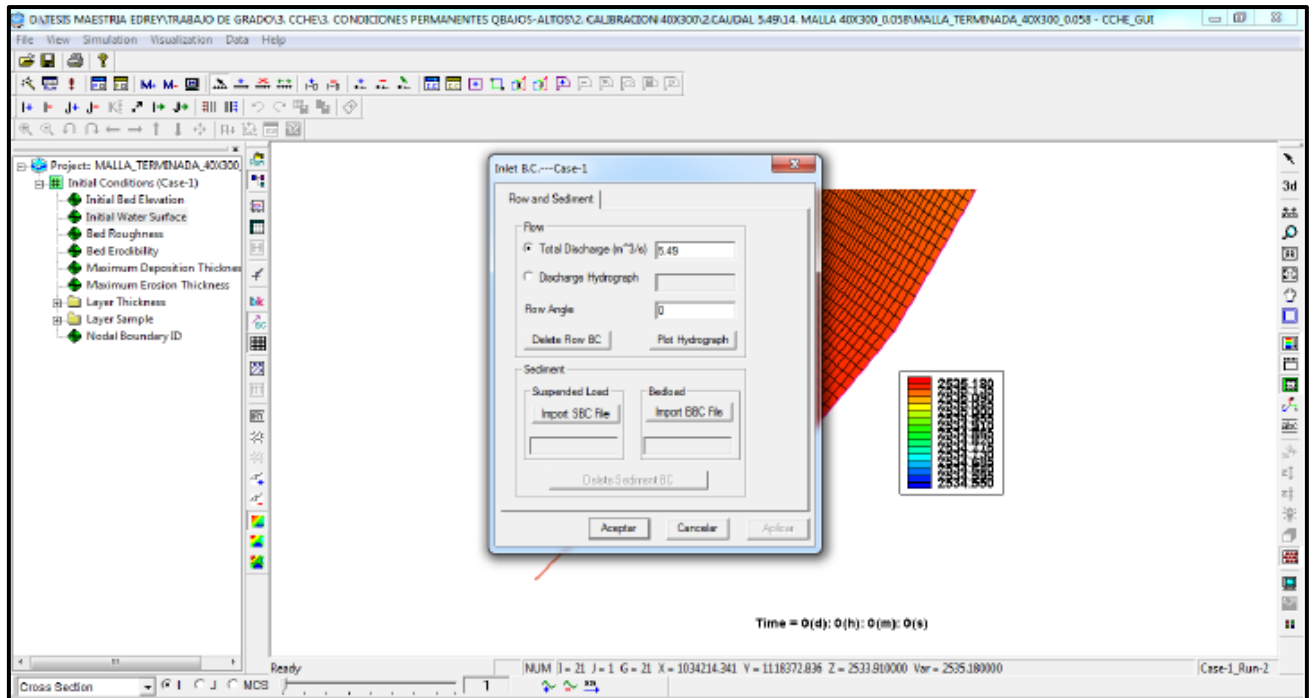 D:\TESIS MAESTRIA EDREY\TRABAJO DE GRADO\3. CCHE\3. CONDICIONES PERMANENTES QBAJOS-ALTOS\2. CALIBRACION 40X300\2.CAUDAL 5.49\14. MALLA 40X300_0.058\MALLA_TERMINADA_40X300_0.058 - CCHE_GUI
File View Simulation Visualization Data Help
M+ M-
I+ I- J+ J- I+ J+
Project: MALLA_TERMINADA_40X300_
Initial Conditions (Case-1)
Initial Bed Elevation
Initial Water Surface
Bed Roughness
Bed Erodibility
Maximum Deposition Thicknes
Maximum Erosion Thickness
Layer Thickness
Layer Sample
Nodal Boundary ID
blk
BC
3d
abc
Inlet B.C.---Case-1
Flow and Sediment
Flow
Total Discharge (m^3/s) 5.49
Discharge Hydrograph
Flow Angle 0
Delete Flow BC Plot Hydrograph
Sediment
Suspended Load Bedload
Import SBC File Import BBC File
Delete Sediment BC
Aceptar Cancelar Aplicar
2535.180
2534.550
Time = 0(d): 0(h): 0(m): 0(s)
Ready
NUM I = 21 J = 1 G = 21 X = 1034214.341 Y = 1118372.836 Z = 2533.910000 Var = 2535.180000 Case-1_Run-2
Cross Section I J MCS 1